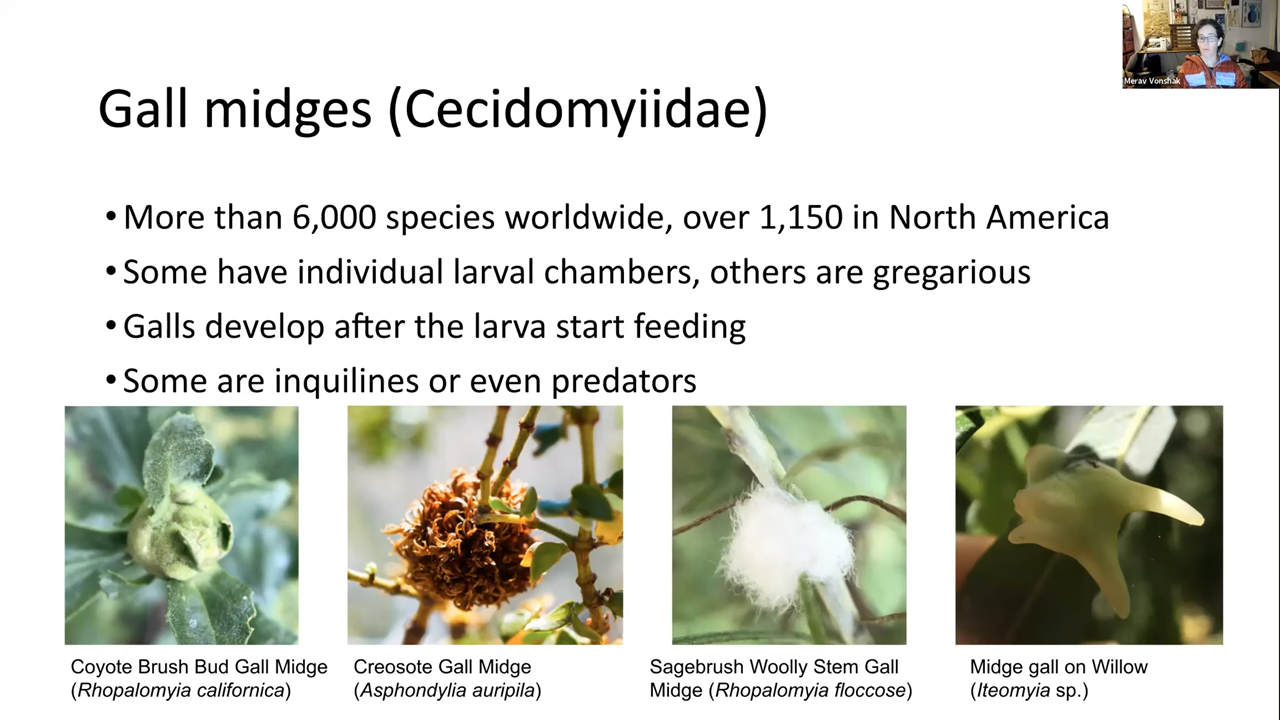 Merav Vonshak
Gall midges (Cecidomyiidae)
•More than 6,000 species worldwide, over 1,150 in North America
•Some have individual larval chambers, others are gregarious
•Galls develop after the larva start feeding
•Some are inquilines or even predators
Coyote Brush Bud Gall Midge
(Rhopalomyia californica)
Creosote Gall Midge
(Asphondylia auripila)
Sagebrush Woolly Stem Gall
Midge (Rhopalomyia floccose)
Midge gall on Willow
(Iteomyia sp.)